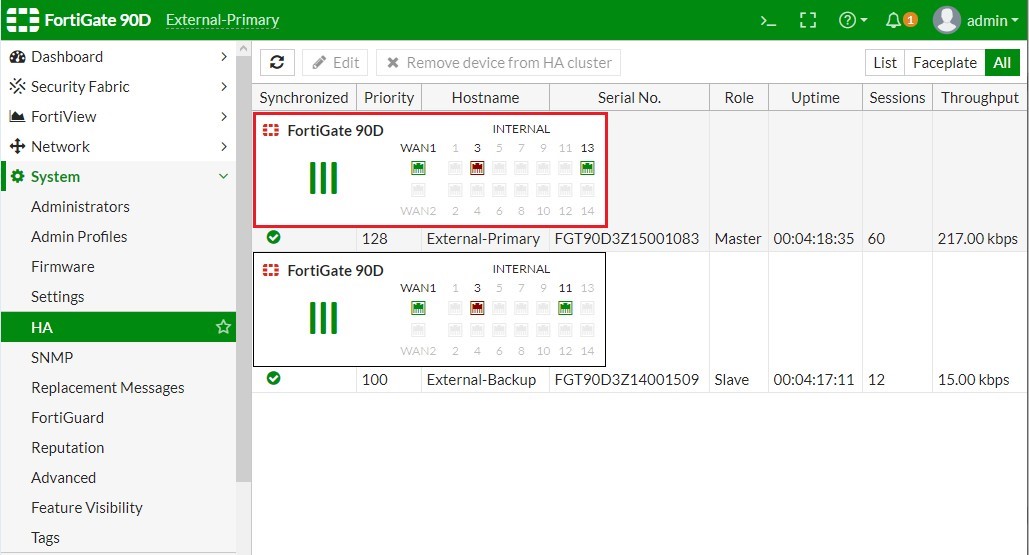 FortiGate 90D External-Primary
1 admin
Dashboard
Security Fabric
FortiView
Network
System
Administrators
Admin Profiles
Firmware
Settings
HA
SNMP
Replacement Messages
FortiGuard
Reputation
Advanced
Feature Visibility
Tags
Edit Remove device from HA cluster List Faceplate All
Synchronized Priority Hostname Serial No. Role Uptime Sessions Throughput
FortiGate 90D INTERNAL
WAN1 1 3 5 7 9 11 13
WAN2 2 4 6 8 10 12 14
128 External-Primary FGT90D3Z15001083 Master 00:04:18:35 60 217.00 kbps
FortiGate 90D INTERNAL
WAN1 1 3 5 7 9 11 13
WAN2 2 4 6 8 10 12 14
100 External-Backup FGT90D3Z14001509 Slave 00:04:17:11 12 15.00 kbps